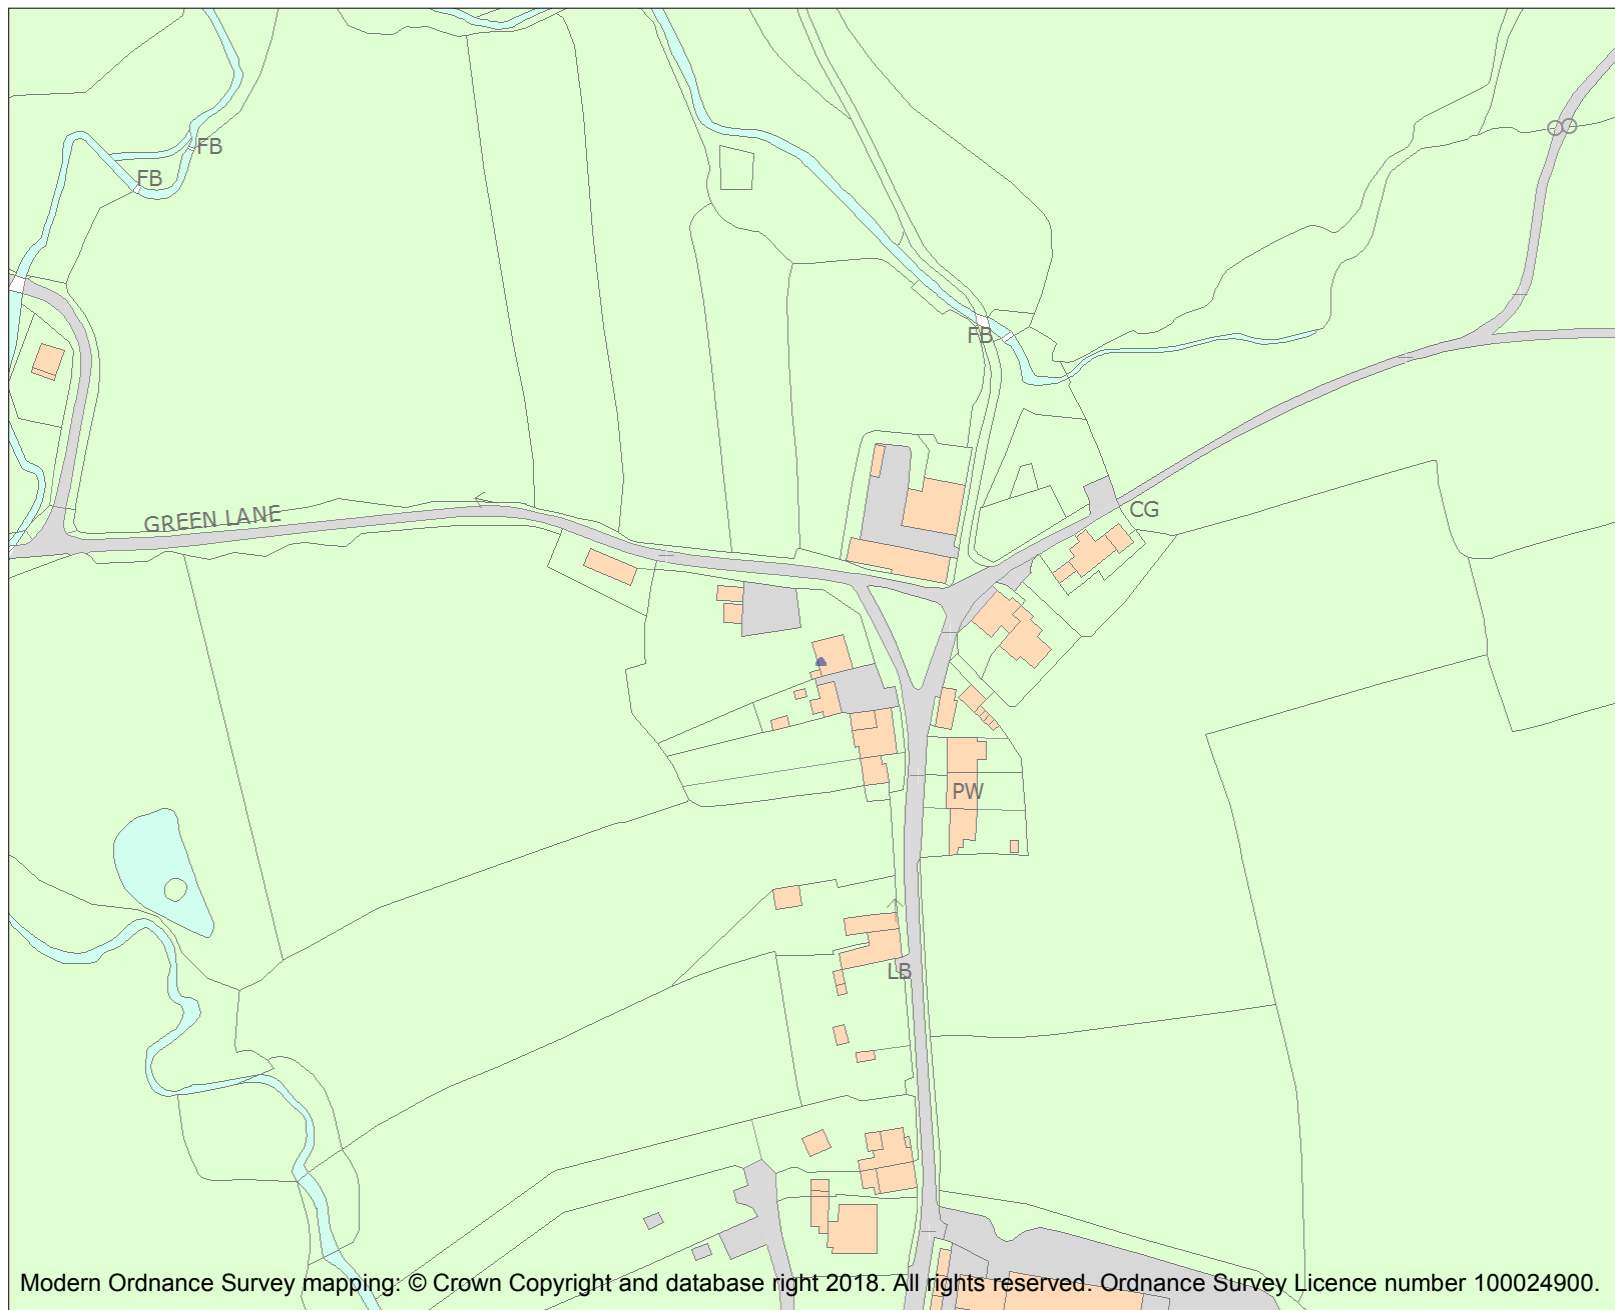 FB
FB
FB
GREEN LANE
CG
PW
LB
Modern Ordnance Survey mapping: © Crown Copyright and database right 2018. All rights reserved. Ordnance Survey Licence number 100024900.